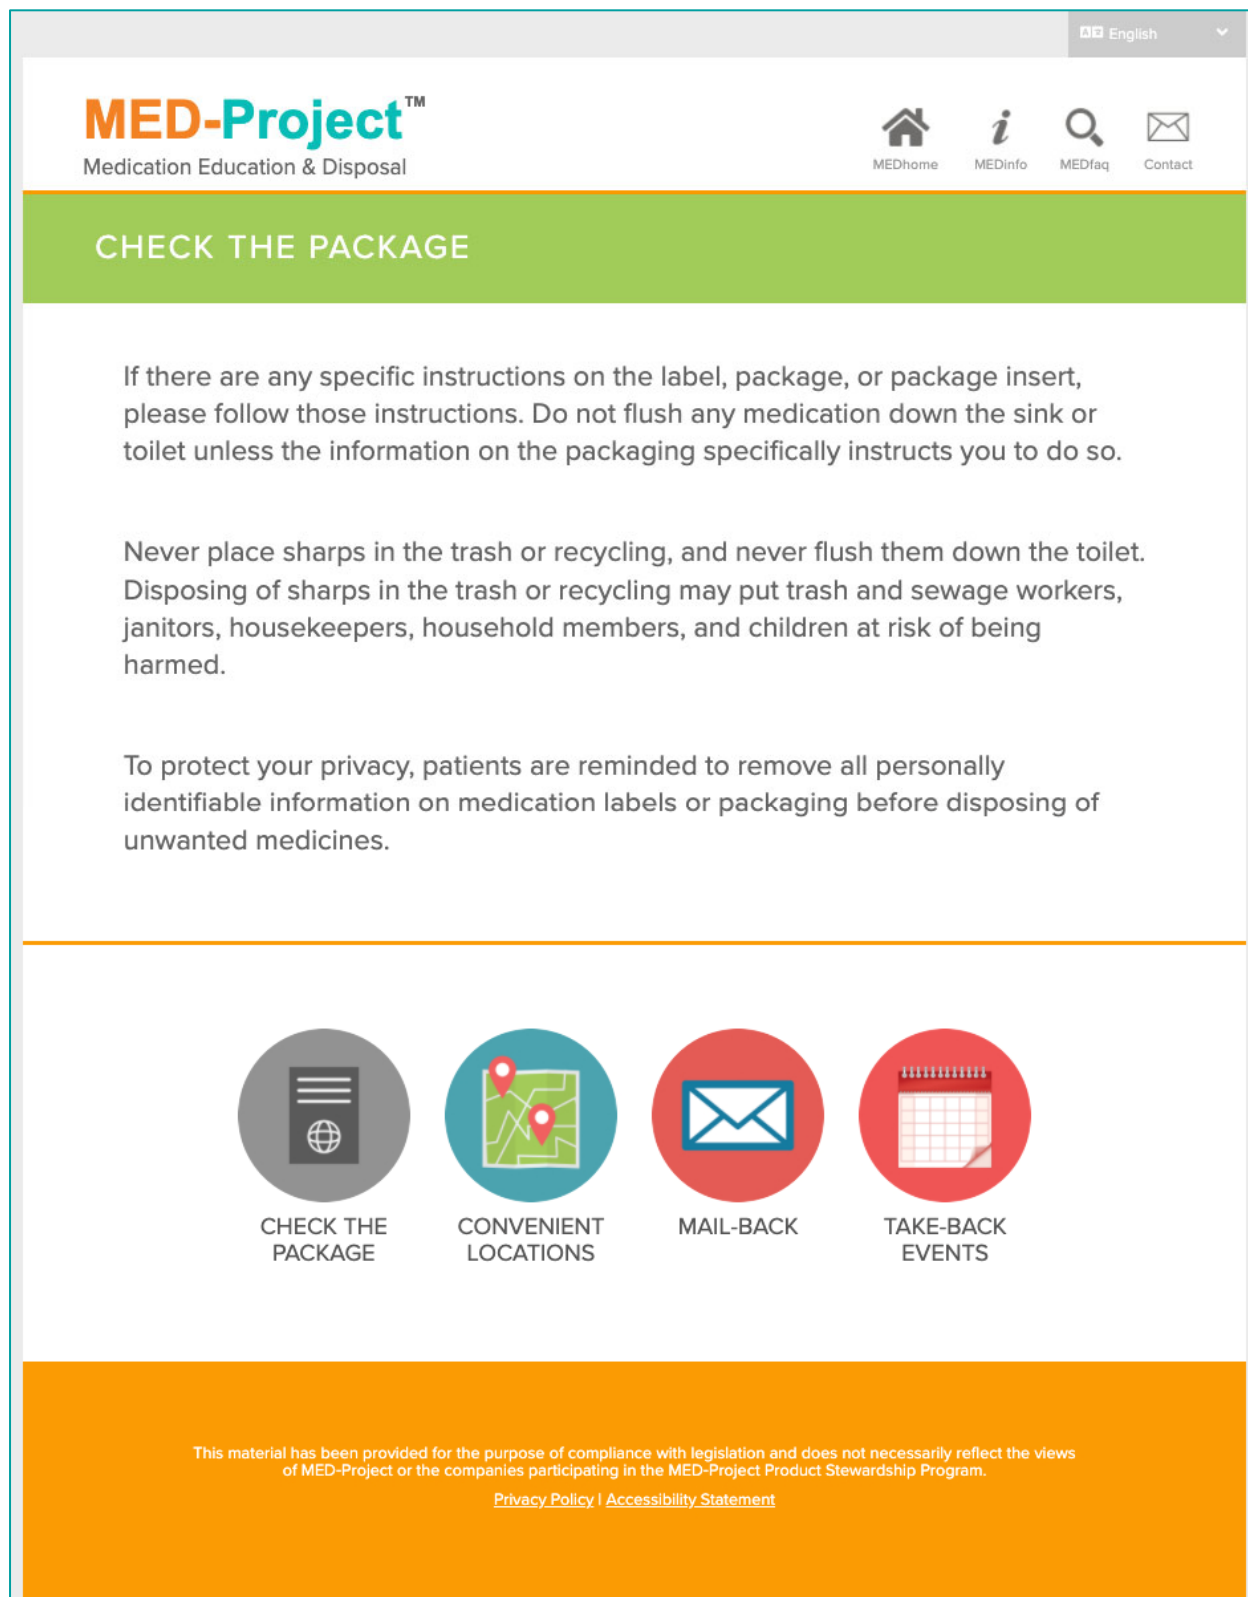 English
MED-Project™
Medication Education & Disposal
MEDhome
MEDinfo
MEDfaq
Contact
CHECK THE PACKAGE
If there are any specific instructions on the label, package, or package insert,
please follow those instructions. Do not flush any medication down the sink or
toilet unless the information on the packaging specifically instructs you to do so.
Never place sharps in the trash or recycling, and never flush them down the toilet.
Disposing of sharps in the trash or recycling may put trash and sewage workers,
janitors, housekeepers, household members, and children at risk of being
harmed.
To protect your privacy, patients are reminded to remove all personally
identifiable information on medication labels or packaging before disposing of
unwanted medicines.
CHECK THE
PACKAGE
CONVENIENT
LOCATIONS
MAIL-BACK
TAKE-BACK
EVENTS
This material has been provided for the purpose of compliance with legislation and does not necessarily reflect the views
of MED-Project or the companies participating in the MED-Project Product Stewardship Program.
Privacy Policy | Accessibility Statement